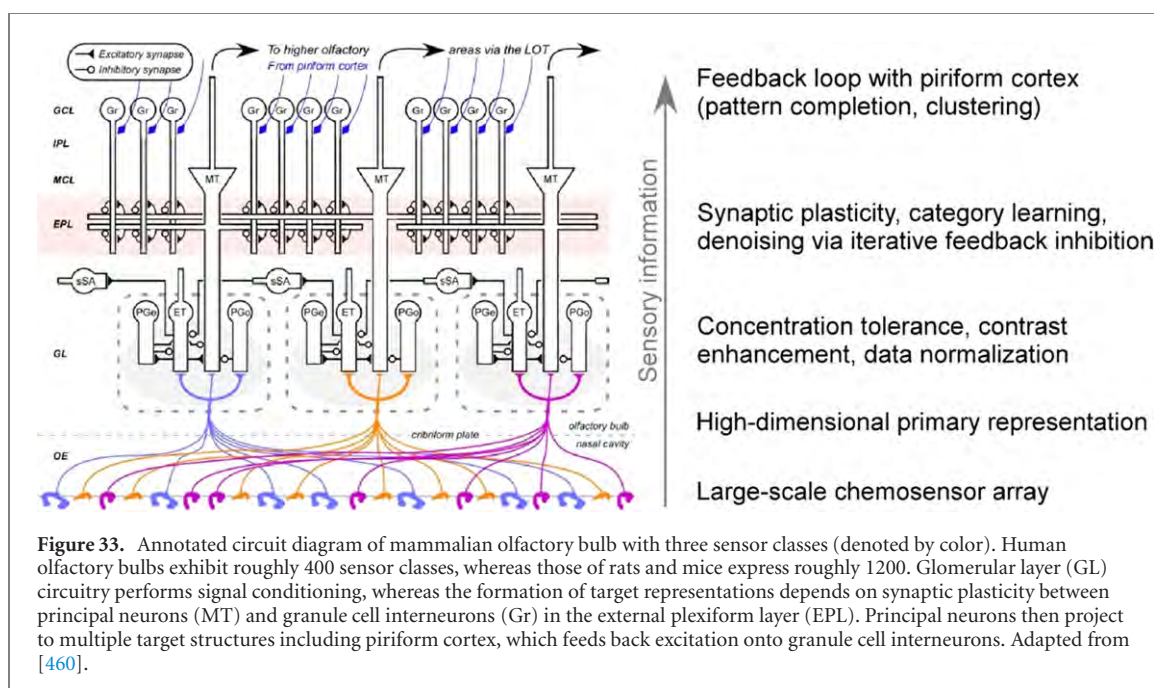 Excitatory synapse
Inhibitory synapse
To higher olfactory
From piriform cortex
areas via the LOT
GCL
Gr Gr Gr Gr Gr Gr Gr Gr Gr Gr Gr
IPL
MCL
MT MT MT
EPL
sSA sSA
PGe ET PGo PGe ET PGo PGe ET PGo
GL
cribriform plate
olfactory bulb
nasal cavity
OE
Sensory information
Feedback loop with piriform cortex
(pattern completion, clustering)
Synaptic plasticity, category learning,
denoising via iterative feedback inhibition
Concentration tolerance, contrast
enhancement, data normalization
High-dimensional primary representation
Large-scale chemosensor array
Figure 33. Annotated circuit diagram of mammalian olfactory bulb with three sensor classes (denoted by color). Human
olfactory bulbs exhibit roughly 400 sensor classes, whereas those of rats and mice express roughly 1200. Glomerular layer (GL)
circuitry performs signal conditioning, whereas the formation of target representations depends on synaptic plasticity between
principal neurons (MT) and granule cell interneurons (Gr) in the external plexiform layer (EPL). Principal neurons then project
to multiple target structures including piriform cortex, which feeds back excitation onto granule cell interneurons. Adapted from
[460].